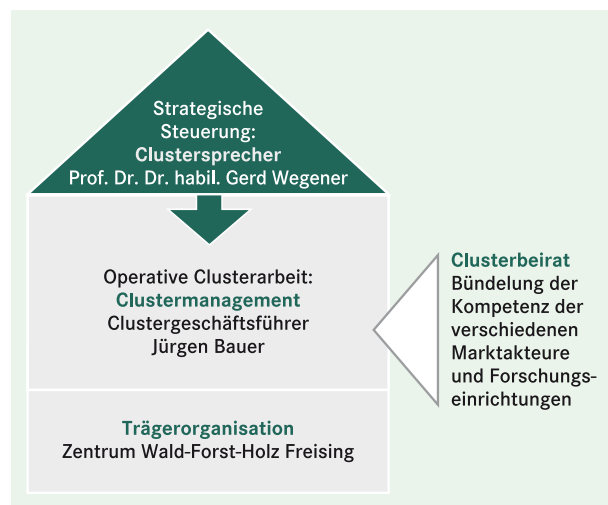 Strategische
Steuerung:
Clustersprecher
Prof. Dr. Dr. habil. Gerd Wegener
Operative Clusterarbeit:
Clustermanagement
Clustergeschäftsführer
Jürgen Bauer
Clusterbeirat
Bündelung der
Kompetenz der
verschiedenen
Marktakteure
und Forschungs-
einrichtungen
Trägerorganisation
Zentrum Wald-Forst-Holz Freising